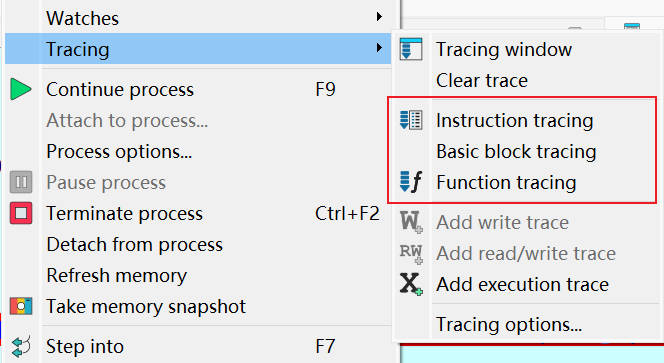 Watches
Tracing
Continue process F9
Attach to process...
Process options...
Pause process
Terminate process Ctrl+F2
Detach from process
Refresh memory
Take memory snapshot
Step into F7
Tracing window
Clear trace
Instruction tracing
Basic block tracing
Function tracing
Add write trace
Add read/write trace
Add execution trace
Tracing options...